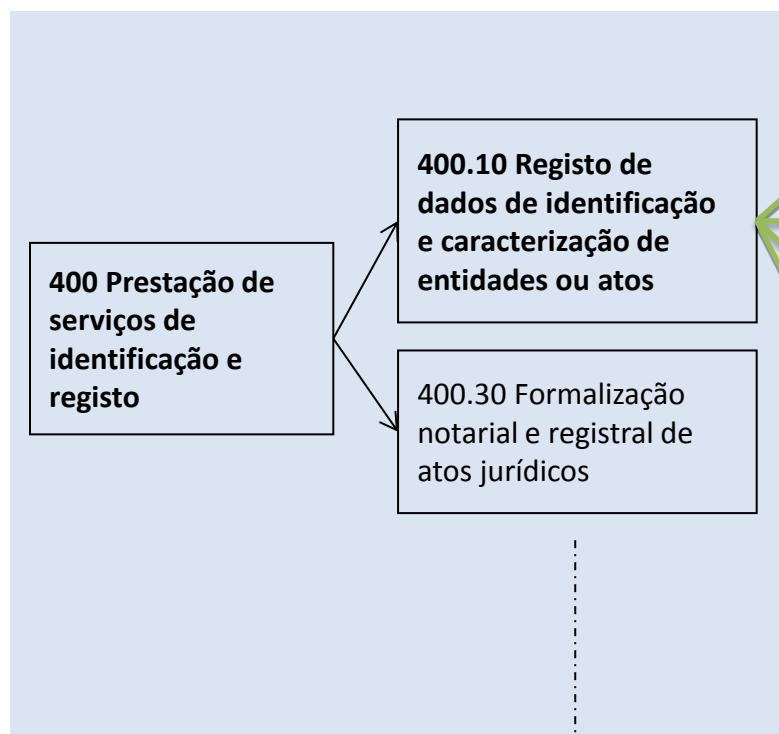 400 Prestação de
serviços de
identificação e
registo
400.10 Registo de
dados de identificação
e caracterização de
entidades ou atos
400.30 Formalização
notarial e registral de
atos jurídicos